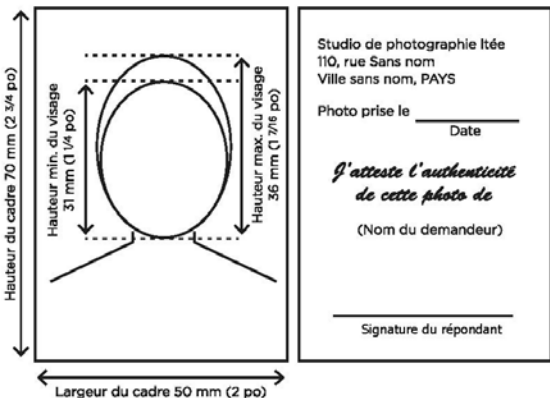 Hauteur du cadre 70 mm (2 3/4 po)
Hauteur min. du visage
31 mm (1 1/4 po)
Hauteur max. du visage
36 mm (1 7/16 po)
Largeur du cadre 50 mm (2 po)
Studio de photographie ltée
110, rue Sans nom
Ville sans nom, PAYS
Photo prise le
Date
J'atteste l'authenticité
de cette photo de
(Nom du demandeur)
Signature du répondant